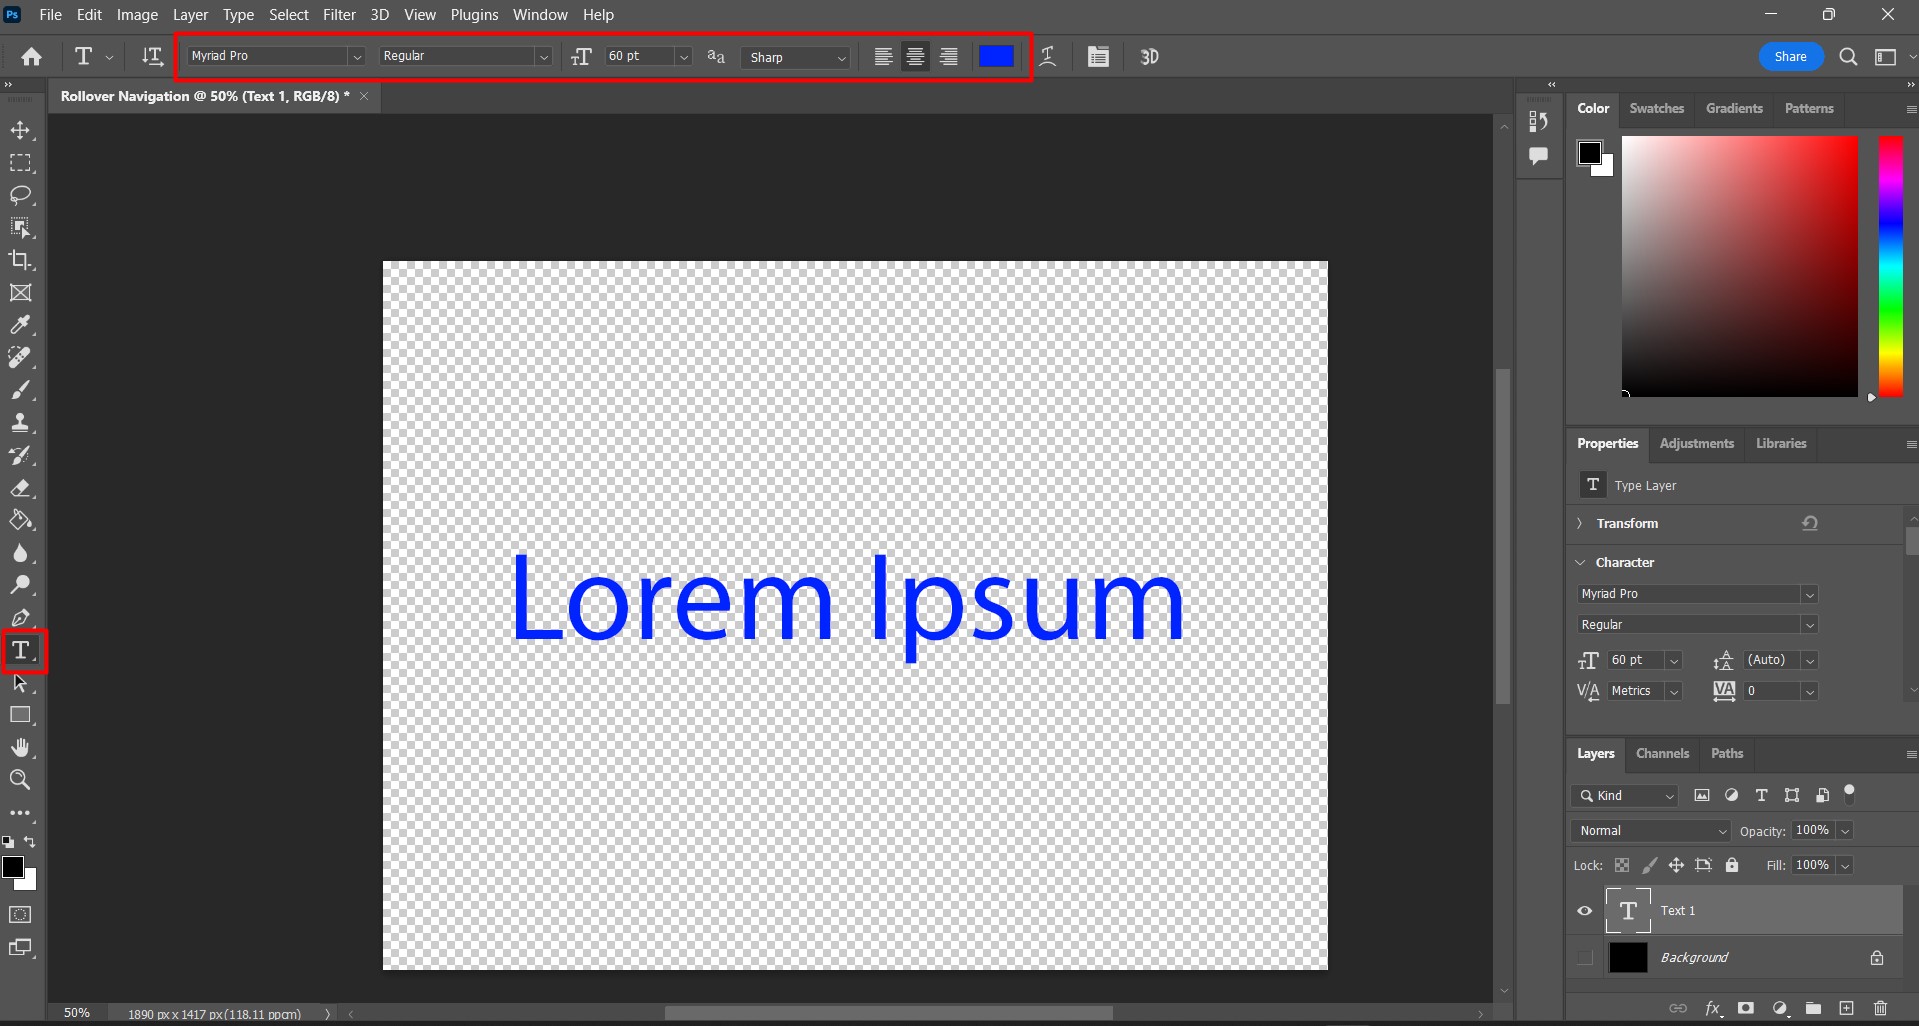 Ps File Edit Image Layer Type Select Filter 3D View Plugins Window Help
T Myriad Pro Regular 60 pt aa Sharp 3D Share
Rollover Navigation @ 50% (Text 1, RGB/8) *
Color Swatches Gradients Patterns
Lorem Ipsum
Properties Adjustments Libraries
T Type Layer
Transform
Character
Myriad Pro
Regular
60 pt (Auto)
V/A Metrics VA 0
Layers Channels Paths
Kind
Normal Opacity: 100%
Lock: Fill: 100%
T Text 1
Background
50% 1890 px x 1417 px (118.11 ppcm)
fx